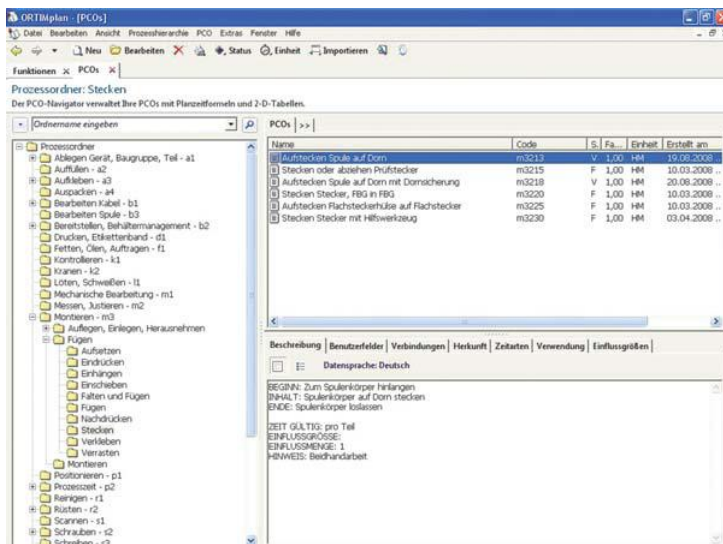 ORTIMplan - [PCOs]
Datei Bearbeiten Ansicht Prozesshierarchie PCO Extras Fenster Hilfe
Neu Bearbeiten Status Einheit Importieren
Funktionen PCOs
Prozessordner: Stecken
Der PCO-Navigator verwaltet Ihre PCOs mit Planzeitformeln und 2-D-Tabellen.
Ordnername eingeben
Prozessordner
Ablegen Gerät, Baugruppe, Teil - a1
Auffüllen - a2
Aufkleben - a3
Auspacken - a4
Bearbeiten Kabel - b1
Bearbeiten Spule - b3
Bereitstellen, Behältermanagement - b2
Drucken, Etikettenband - d1
Fetten, Ölen, Auftragen - f1
Kontrollieren - k1
Kranen - k2
Löten, Schweißen - l1
Mechanische Bearbeitung - m1
Messen, Justieren - m2
Montieren - m3
Auflegen, Einlegen, Herausnehmen
Fügen
Aufsetzen
Eindrücken
Einhängen
Einschieben
Falten und Fügen
Fügen
Nachdrücken
Stecken
Verkleben
Verrasten
Montieren
Positionieren - p1
Prozesszeit - p2
Reinigen - r1
Rüsten - r2
Scannen - s1
Schrauben - s2
Schreiben - s3
PCOs >>
Name Code S. Fa... Einheit Erstellt am
Aufstecken Spule auf Dorn m3213 V 1,00 HM 19.08.2008 ...
Stecken oder abziehen Prüfstecker m3215 F 1,00 HM 10.03.2008 ...
Aufstecken Spule auf Dorn mit Dornsicherung m3218 V 1,00 HM 20.08.2008 ...
Stecken Stecker, FBG in FBG m3220 F 1,00 HM 10.03.2008 ...
Aufstecken Flachsteckerhülse auf Flachstecker m3225 F 1,00 HM 10.03.2008 ...
Stecken Stecker mit Hilfswerkzeug m3230 F 1,00 HM 03.04.2008 ...
Beschreibung Benutzerfelder Verbindungen Herkunft Zeitarten Verwendung Einflussgrößen
Datensprache: Deutsch
BEGINN: Zum Spulenkörper hinlangen
INHALT: Spulenkörper auf Dorn stecken
ENDE: Spulenkörper loslassen
ZEIT GÜLTIG: pro Teil
EINFLUSSGRÖSSE:
EINFLUSSMENGE: 1
HINWEIS: Beidhandarbeit